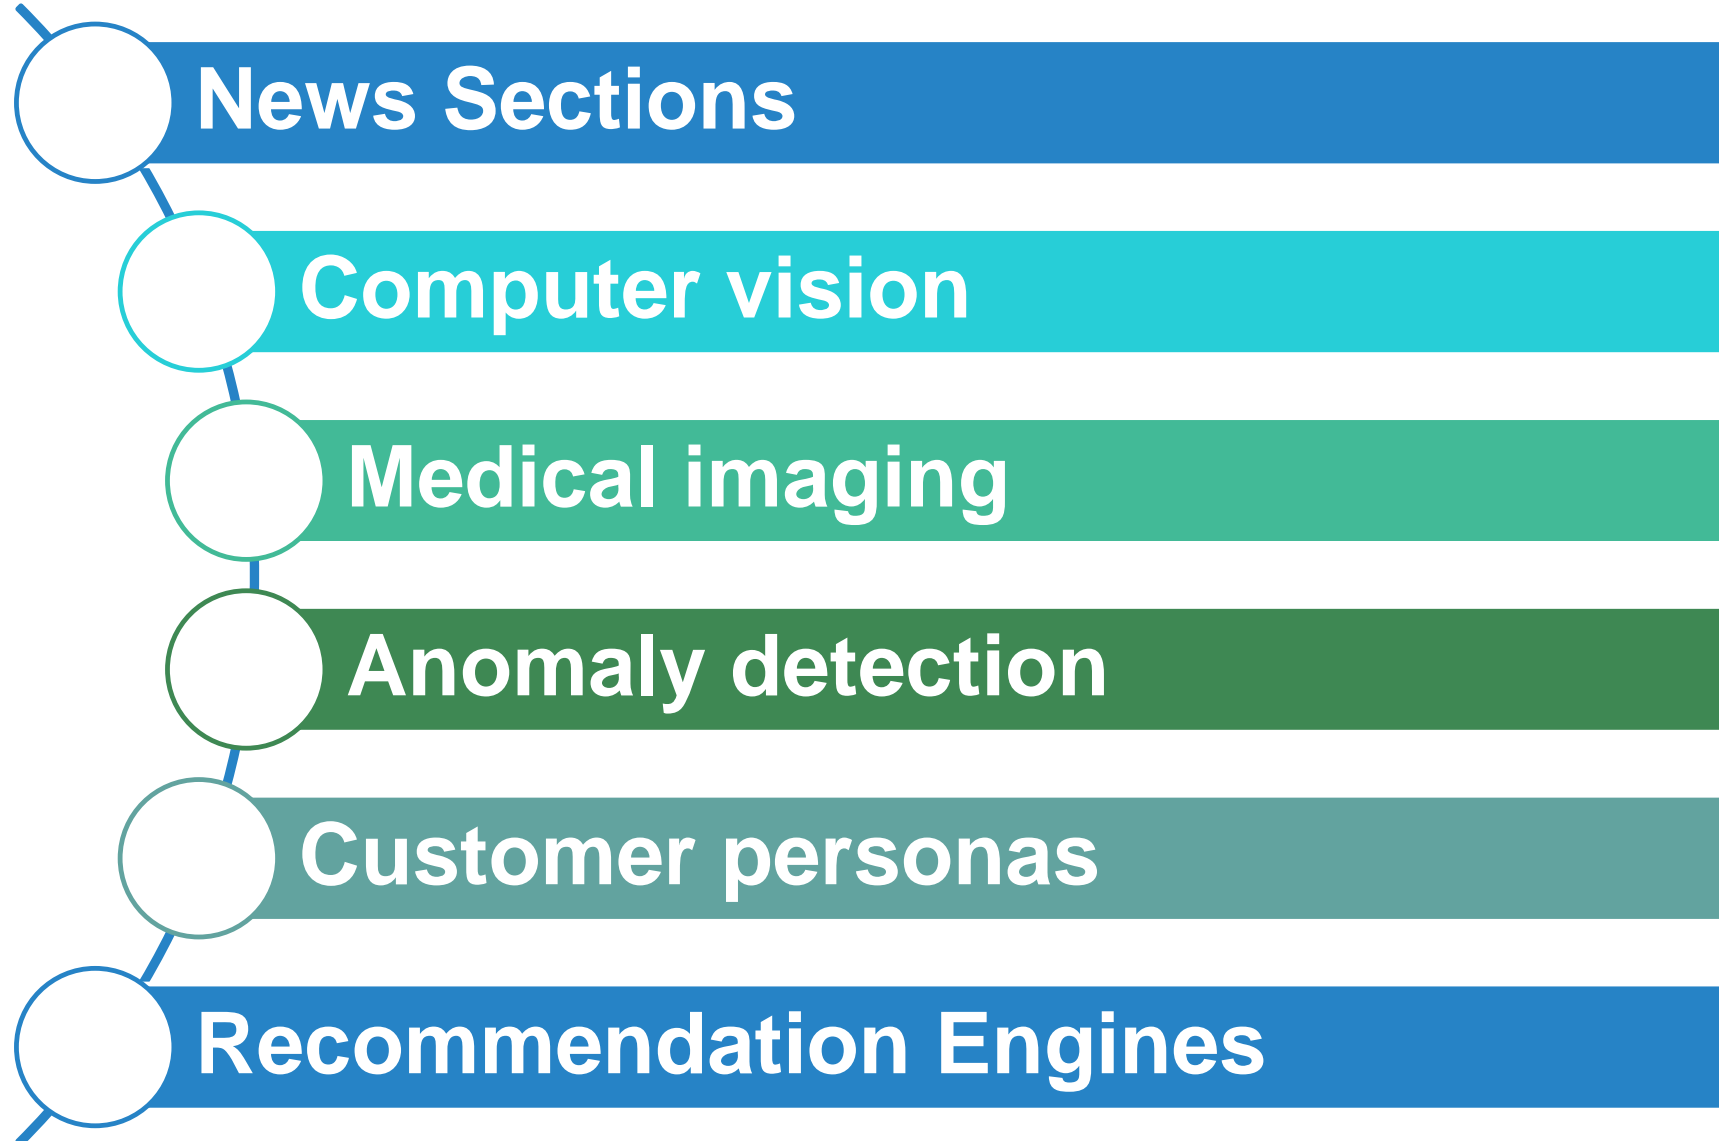 News Sections
Computer vision
Medical imaging
Anomaly detection
Customer personas
Recommendation Engines